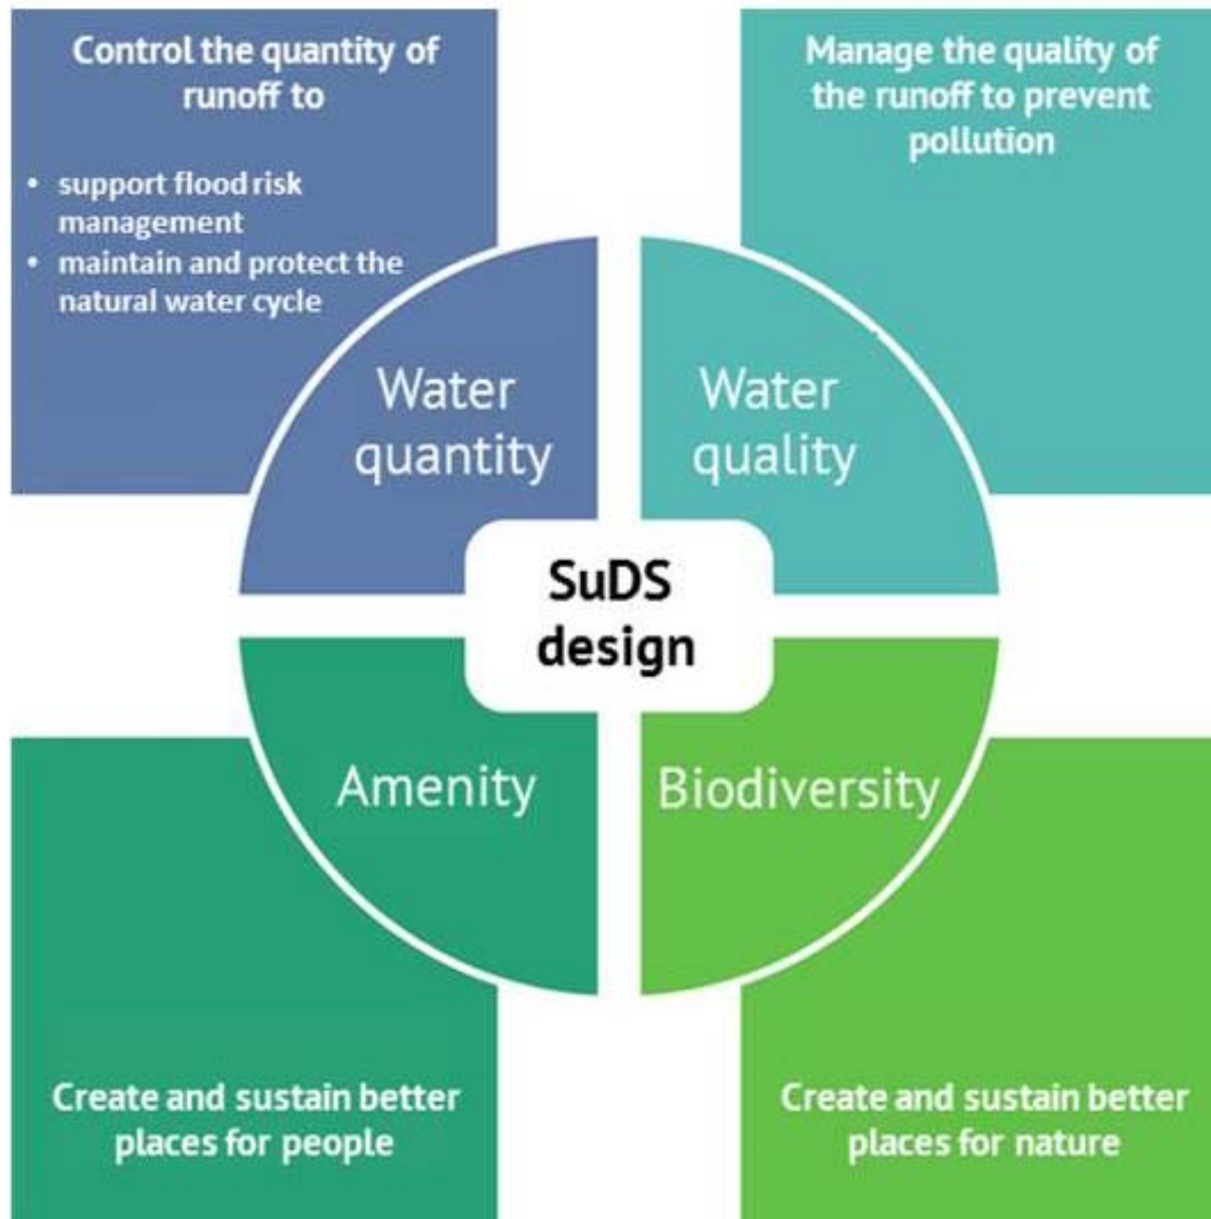 Control the quantity of
runoff to
• support flood risk
management
• maintain and protect the
natural water cycle
Manage the quality of
the runoff to prevent
pollution
Water
quantity
Water
quality
SuDS
design
Amenity
Biodiversity
Create and sustain better
places for people
Create and sustain better
places for nature